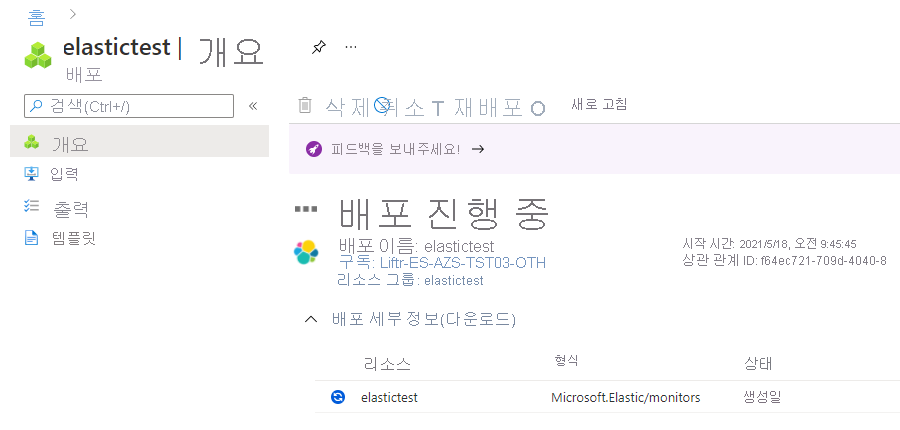 홈 >
elastictest | 개요
배포
검색(Ctrl+/) «
개요
입력
출력
템플릿
삭제 취소 T 재배포 O 새로 고침
피드백을 보내주세요! →
배포 진행 중
배포 이름: elastictest
구독: Liftr-ES-AZS-TST03-OTH
리소스 그룹: elastictest
시작 시간: 2021/5/18, 오전 9:45:45
상관 관계 ID: f64ec721-709d-4040-8
배포 세부 정보(다운로드)
리소스 형식 상태
elastictest Microsoft.Elastic/monitors 생성일